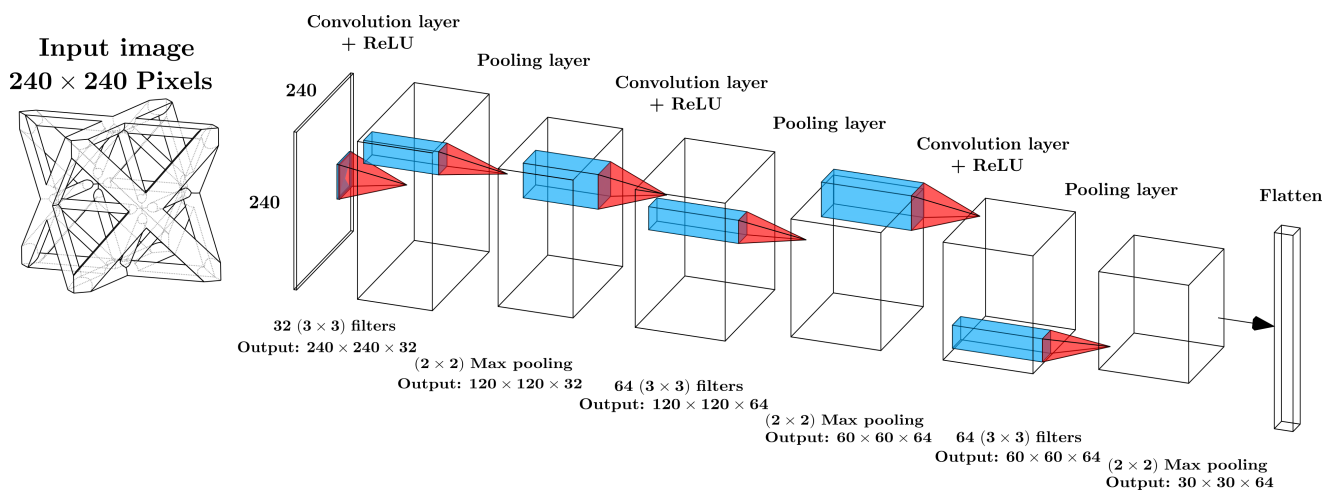 Input image
240 × 240 Pixels
240
240
Convolution layer
+ ReLU
32 (3 × 3) filters
Output: 240 × 240 × 32
Pooling layer
(2 × 2) Max pooling
Output: 120 × 120 × 32
Convolution layer
+ ReLU
64 (3 × 3) filters
Output: 120 × 120 × 64
Pooling layer
(2 × 2) Max pooling
Output: 60 × 60 × 64
Convolution layer
+ ReLU
64 (3 × 3) filters
Output: 60 × 60 × 64
Pooling layer
(2 × 2) Max pooling
Output: 30 × 30 × 64
Flatten